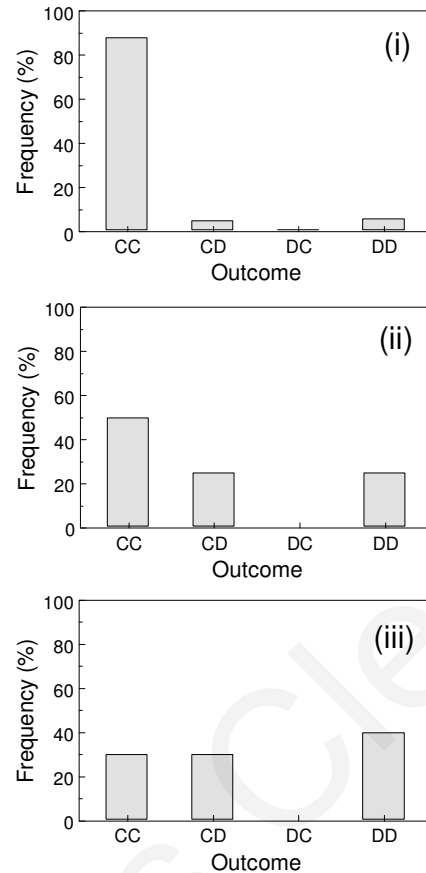 (i)
Frequency (%)
100
80
60
40
20
0
CC CD DC DD
Outcome
(ii)
Frequency (%)
100
80
60
40
20
0
CC CD DC DD
Outcome
(iii)
Frequency (%)
100
80
60
40
20
0
CC CD DC DD
Outcome